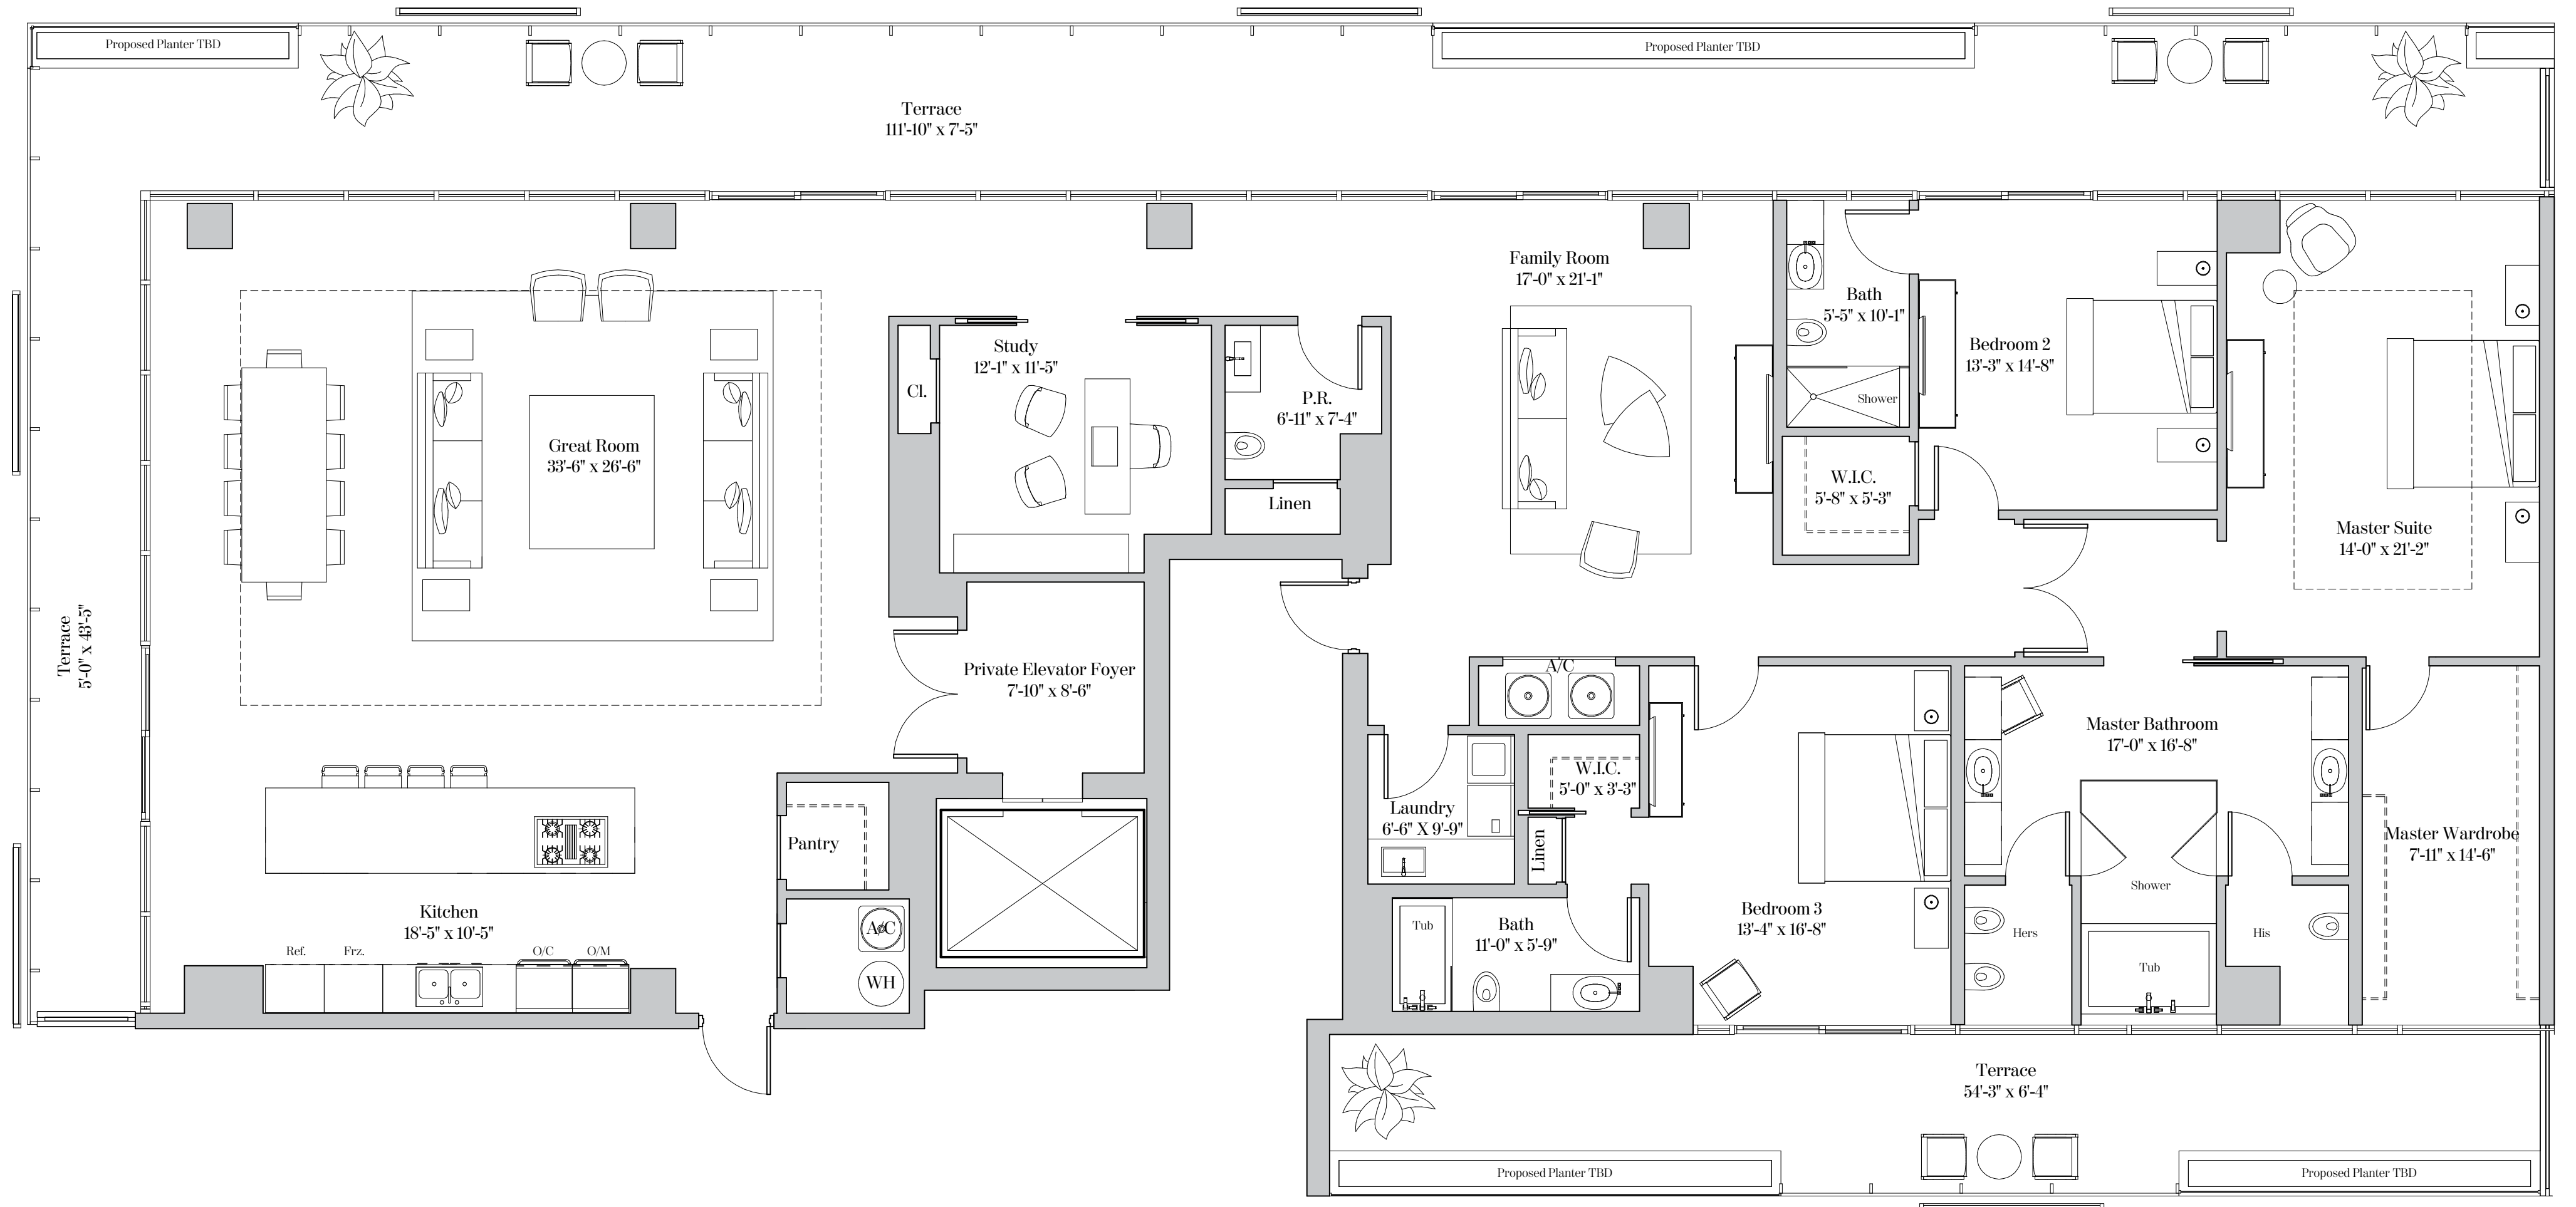 Proposed Planter TBD
Proposed Planter TBD
Terrace
111'-10" x 7'-5"
Family Room
17'-0" x 21'-1"
Bath
5'-5" x 10'-1"
Shower
Bedroom 2
13'-3" x 14'-8"
Study
12'-1" x 11'-5"
Cl.
P.R.
6'-11" x 7'-4"
Linen
Great Room
33'-6" x 26'-6"
W.I.C.
5'-8" x 5'-3"
Master Suite
14'-0" x 21'-2"
Terrace
5'-0" x 43'-5"
Private Elevator Foyer
7'-10" x 8'-6"
A/C
W.I.C.
5'-0" x 3'-3"
Laundry
6'-6" X 9'-9"
Linen
Master Bathroom
17'-0" x 16'-8"
Master Wardrobe
7'-11" x 14'-6"
Pantry
Shower
Kitchen
18'-5" x 10'-5"
Ref.
Frz.
O/C
O/M
A/C
WH
Tub
Bath
11'-0" x 5'-9"
Bedroom 3
13'-4" x 16'-8"
Hers
His
Tub
Terrace
54'-3" x 6'-4"
Proposed Planter TBD
Proposed Planter TBD